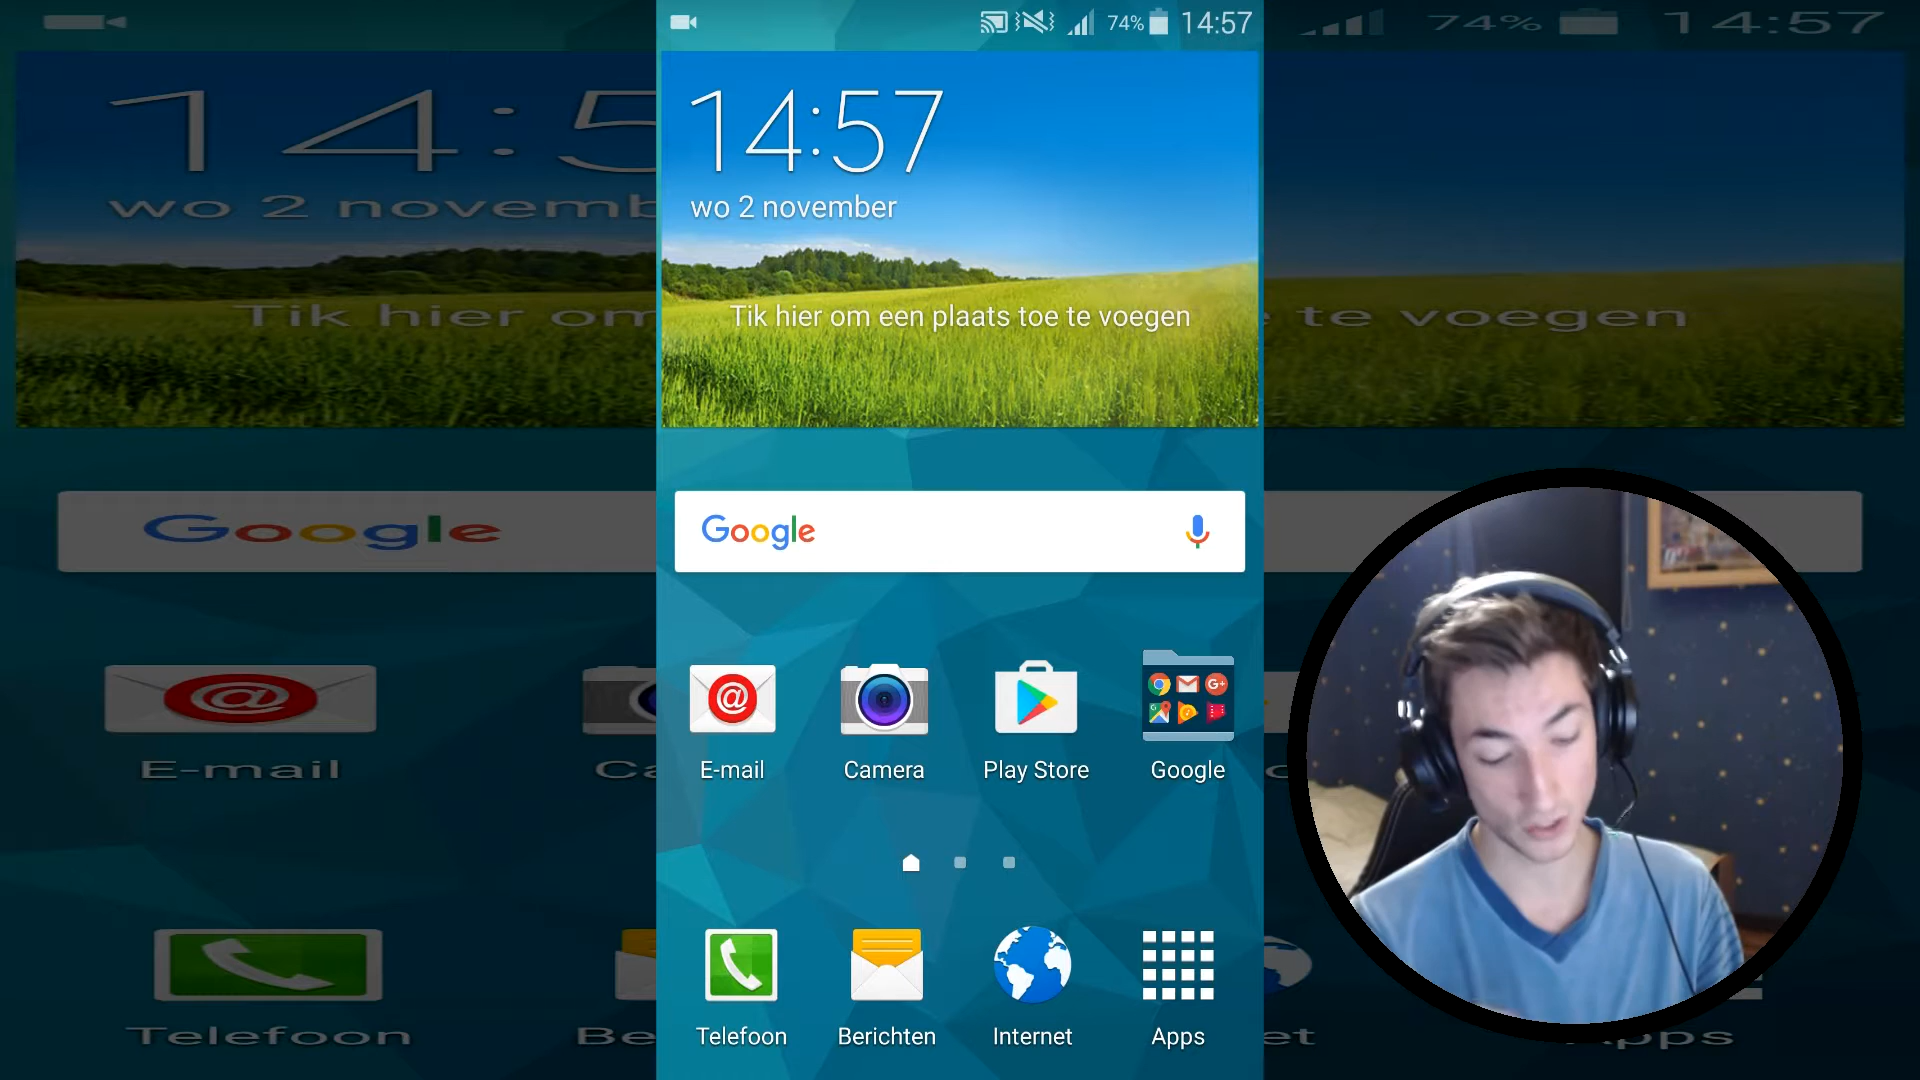 74% 14:57
14:57
wo 2 november
Tik hier om een plaats toe te voegen
Google
E-mail Camera Play Store Google
Telefoon Berichten Internet Apps